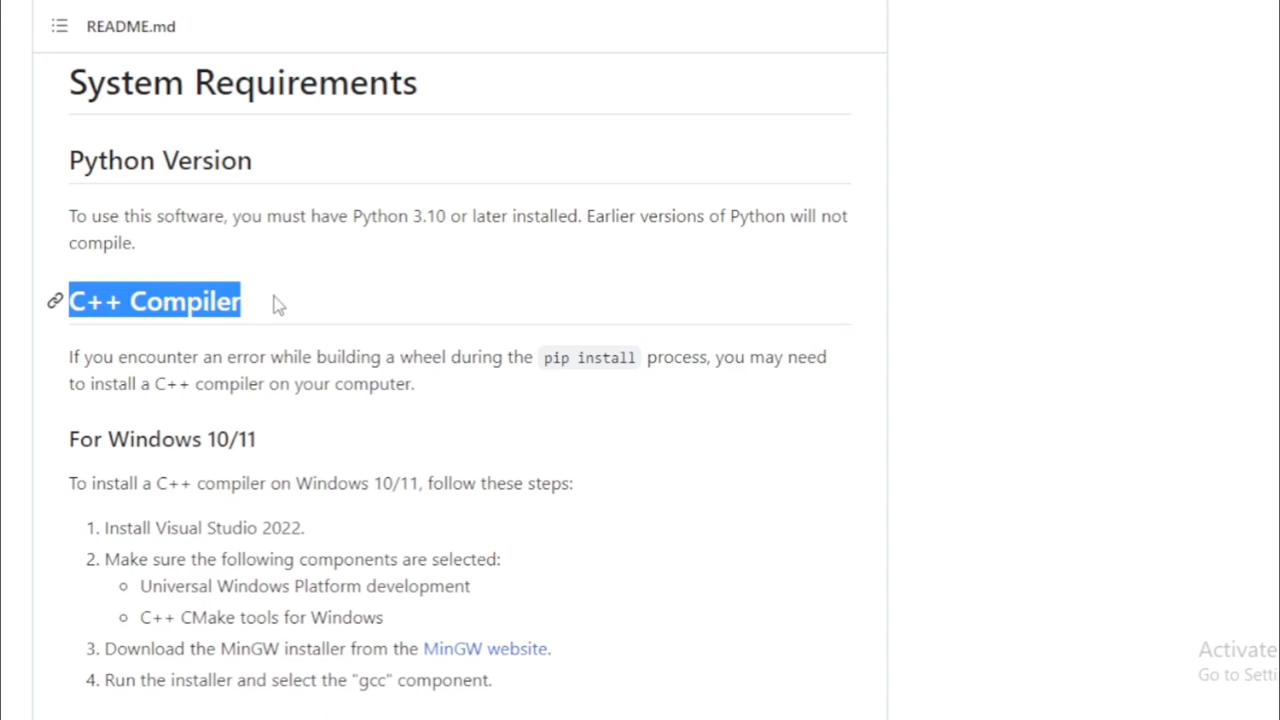 README.md
System Requirements
Python Version
To use this software, you must have Python 3.10 or later installed. Earlier versions of Python will not
compile.
C++ Compiler
If you encounter an error while building a wheel during the pip install process, you may need
to install a C++ compiler on your computer.
For Windows 10/11
To install a C++ compiler on Windows 10/11, follow these steps:
1. Install Visual Studio 2022.
2. Make sure the following components are selected:
○ Universal Windows Platform development
○ C++ CMake tools for Windows
3. Download the MinGW installer from the MinGW website.
4. Run the installer and select the "gcc" component.
Activate
Go to Setti